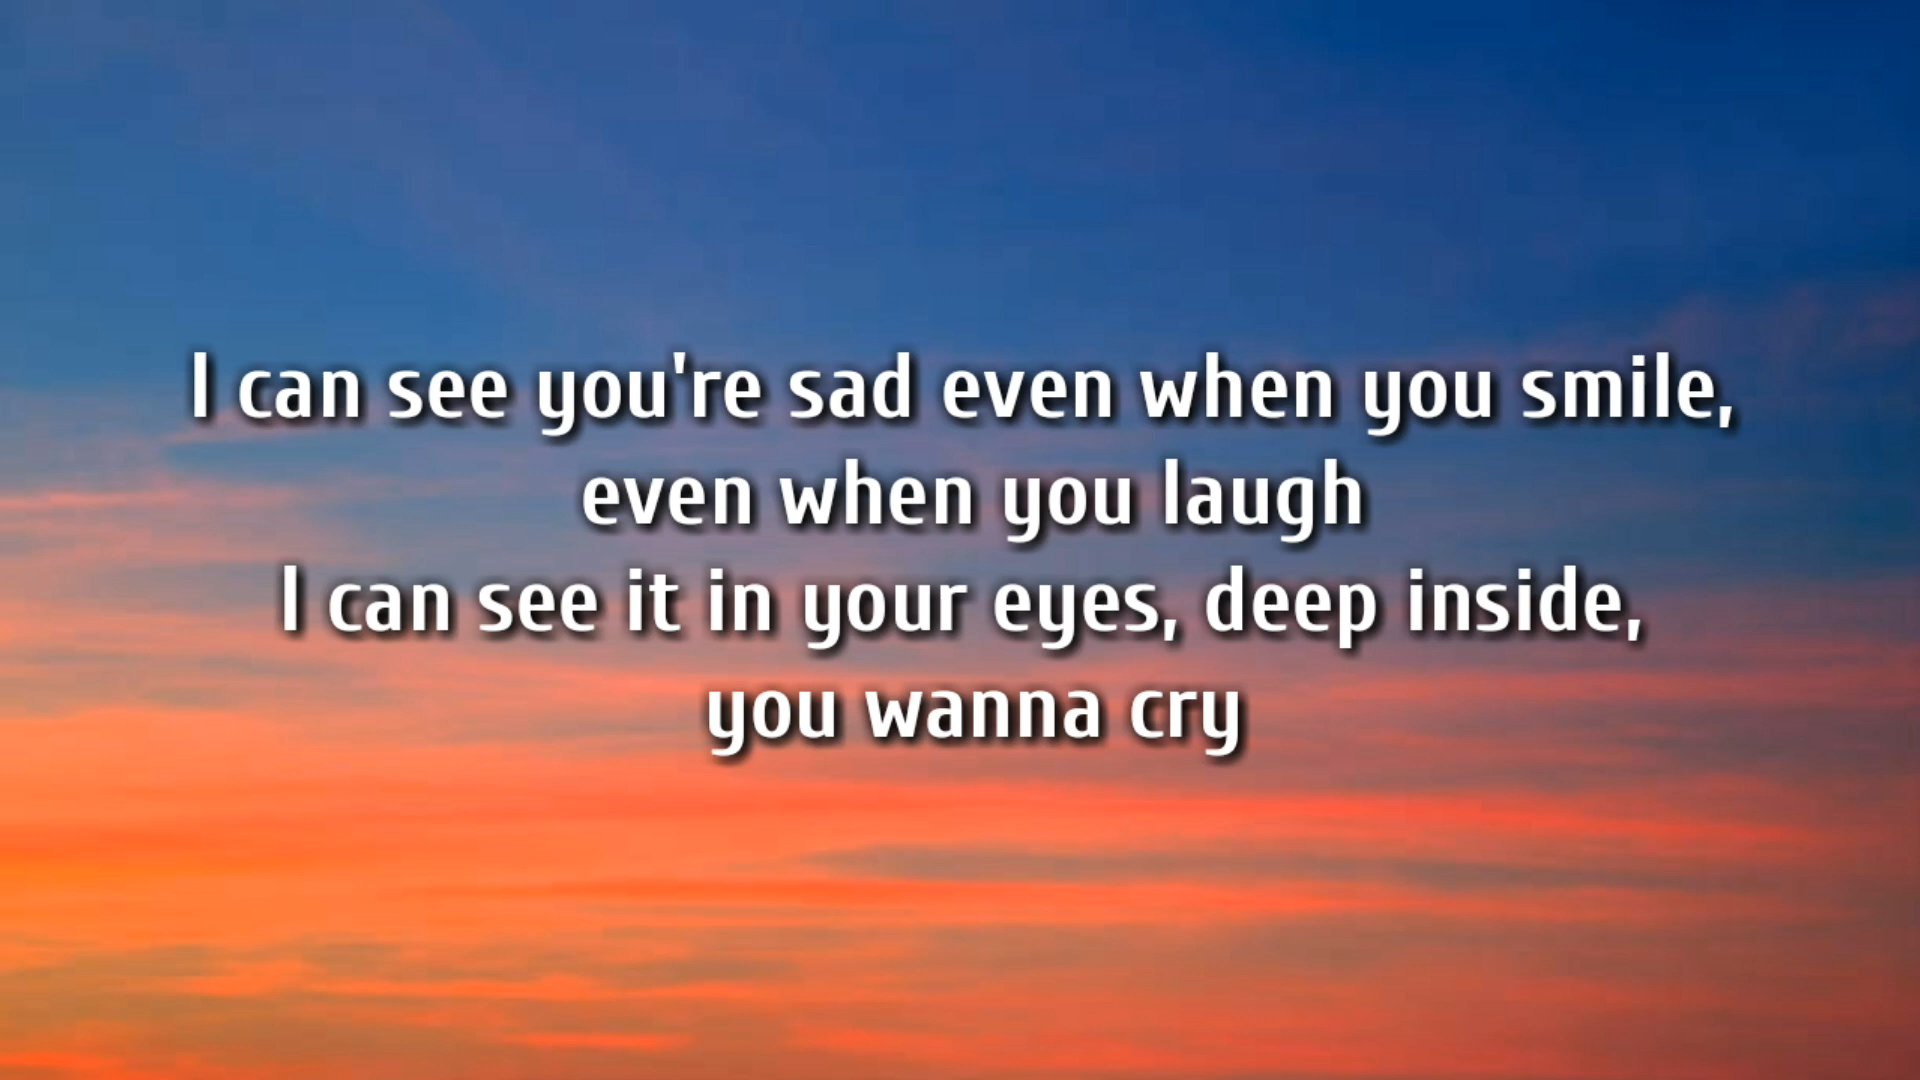 I can see you're sad even when you smile,
even when you laugh
I can see it in your eyes, deep inside,
you wanna cry